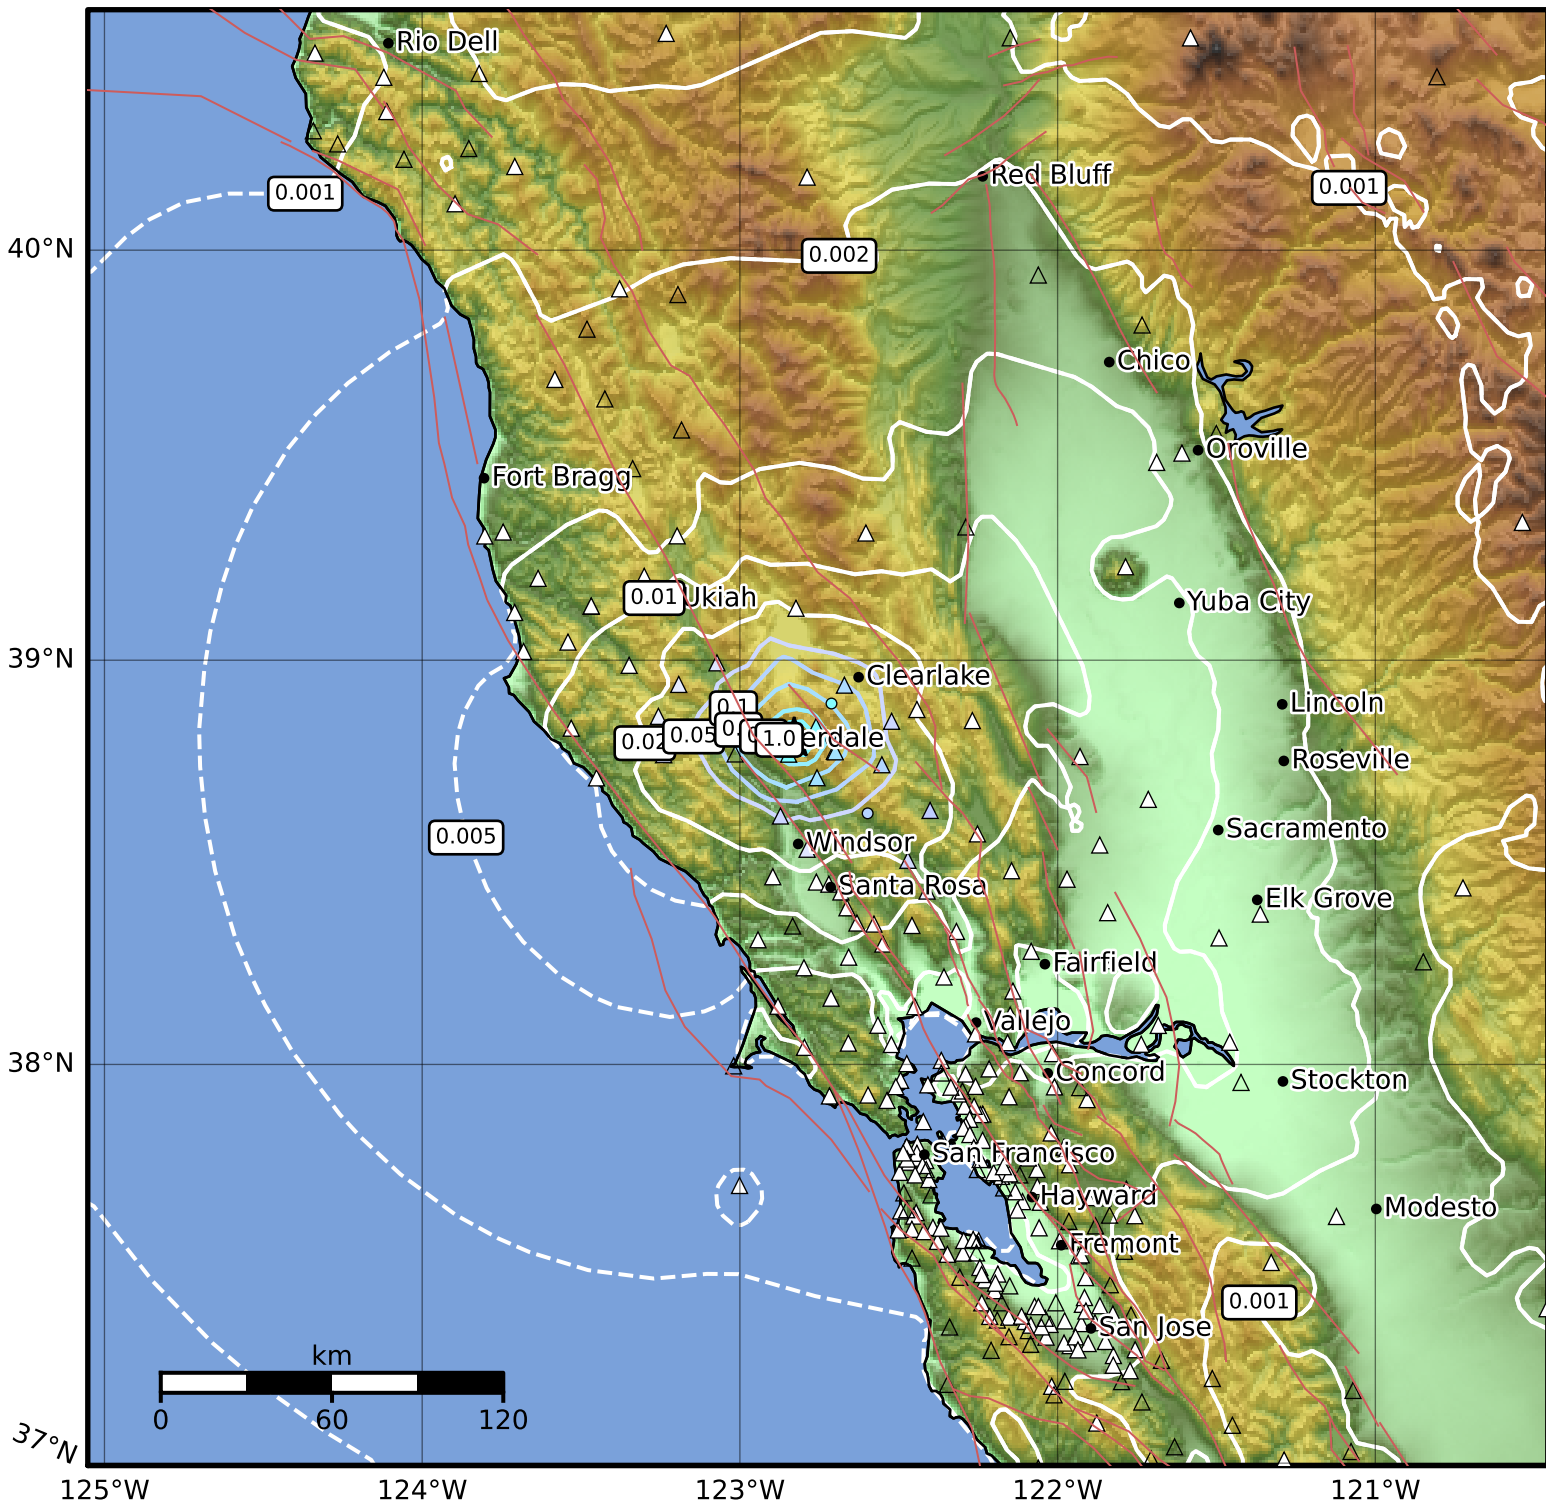 Rio Dell
Red Bluff
0.001
0.001
40°N
0.002
Chico
Oroville
Fort Bragg
0.01
Ukiah
Yuba City
39°N
Clearlake
0.1
Lincoln
0.02
0.05
1.0
erdale
Roseville
0.005
Windsor
Sacramento
Santa Rosa
Elk Grove
Fairfield
Vallejo
38°N
Concord
Stockton
San Francisco
Hayward
Modesto
Fremont
0.001
San Jose
km
0
60
120
37°N
125°W
124°W
123°W
122°W
121°W